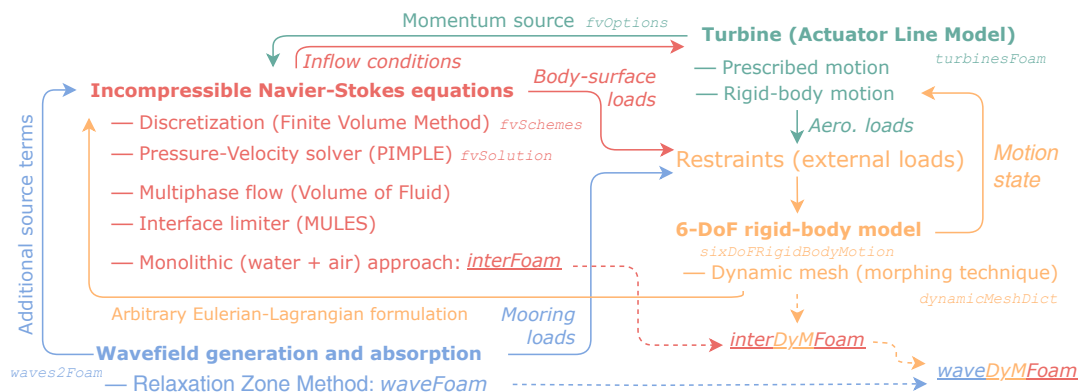 Momentum source fvOptions
Turbine (Actuator Line Model)
turbinesFoam
— Prescribed motion
— Rigid-body motion
Inflow conditions
Body-surface
loads
Aero. loads
Incompressible Navier-Stokes equations
— Discretization (Finite Volume Method) fvSchemes
— Pressure-Velocity solver (PIMPLE) fvSolution
— Multiphase flow (Volume of Fluid)
— Interface limiter (MULES)
— Monolithic (water + air) approach: interFoam
Restraints (external loads)
Motion
state
6-DoF rigid-body model
sixDoFRigidBodyMotion
— Dynamic mesh (morphing technique)
dynamicMeshDict
Additional source terms
Arbitrary Eulerian-Lagrangian formulation
Mooring
loads
interDyMFoam
Wavefield generation and absorption
waves2Foam
— Relaxation Zone Method: waveFoam
waveDyMFoam